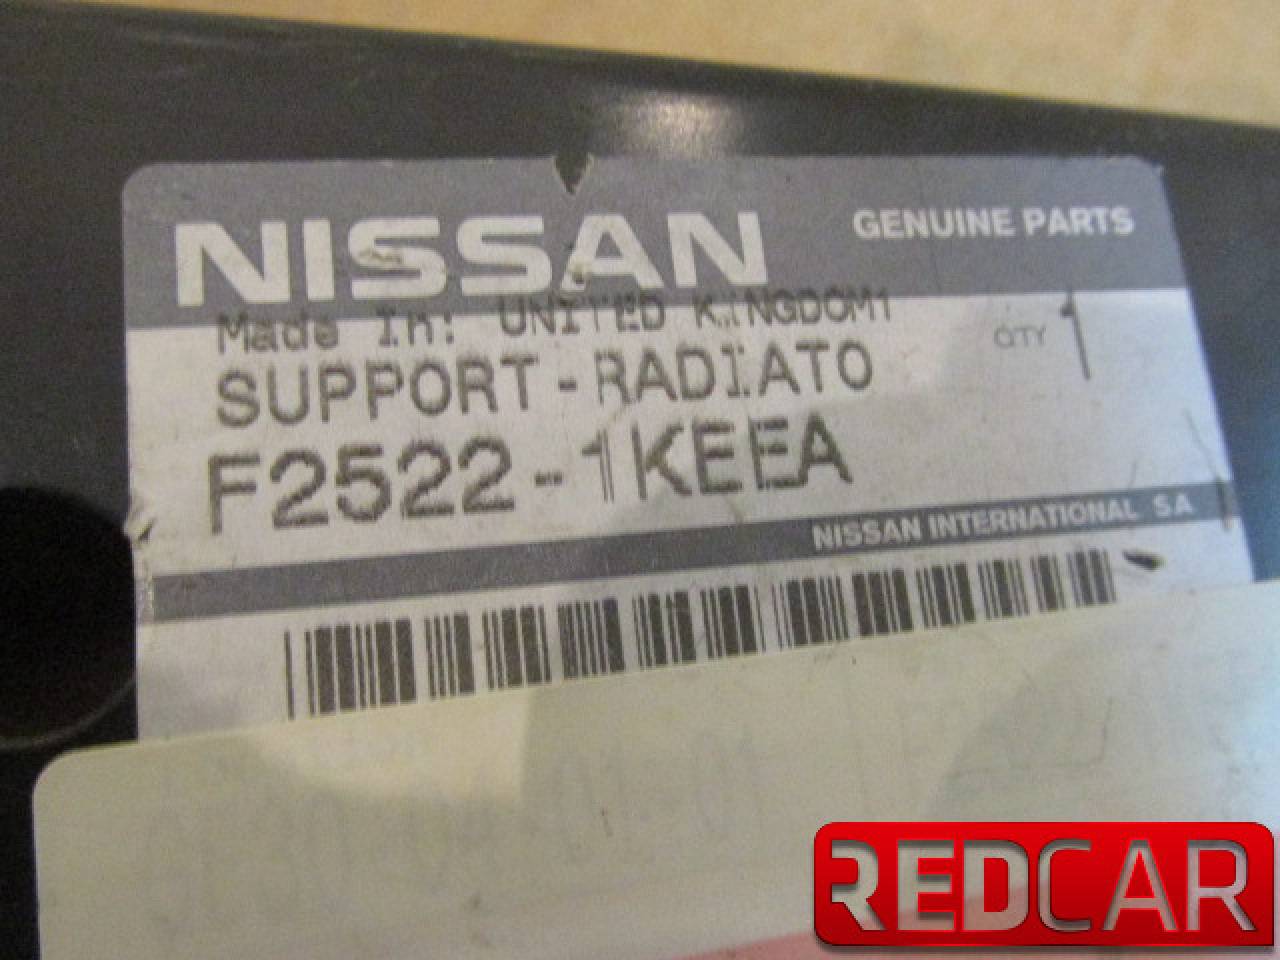 NISSAN
GENUINE PARTS
Made In: UNITED KINGDOM1
QTY 1
SUPPORT-RADIATO
F2522-1KEEA
NISSAN INTERNATIONAL SA
REDCAR